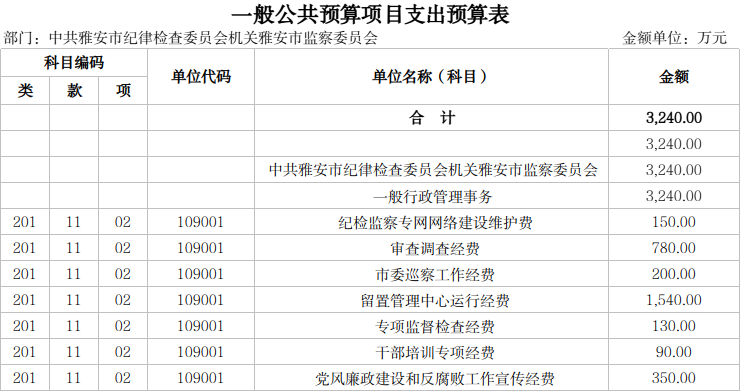 一般公共预算项目支出预算表
部门：中共雅安市纪律检查委员会机关雅安市监察委员会 金额单位：万元
科目编码 单位代码 单位名称（科目） 金额
类 款 项
合 计 3,240.00
3,240.00
中共雅安市纪律检查委员会机关雅安市监察委员会 3,240.00
一般行政管理事务 3,240.00
201 11 02 109001 纪检监察专网网络建设维护费 150.00
201 11 02 109001 审查调查经费 780.00
201 11 02 109001 市委巡察工作经费 200.00
201 11 02 109001 留置管理中心运行经费 1,540.00
201 11 02 109001 专项监督检查经费 130.00
201 11 02 109001 干部培训专项经费 90.00
201 11 02 109001 党风廉政建设和反腐败工作宣传经费 350.00